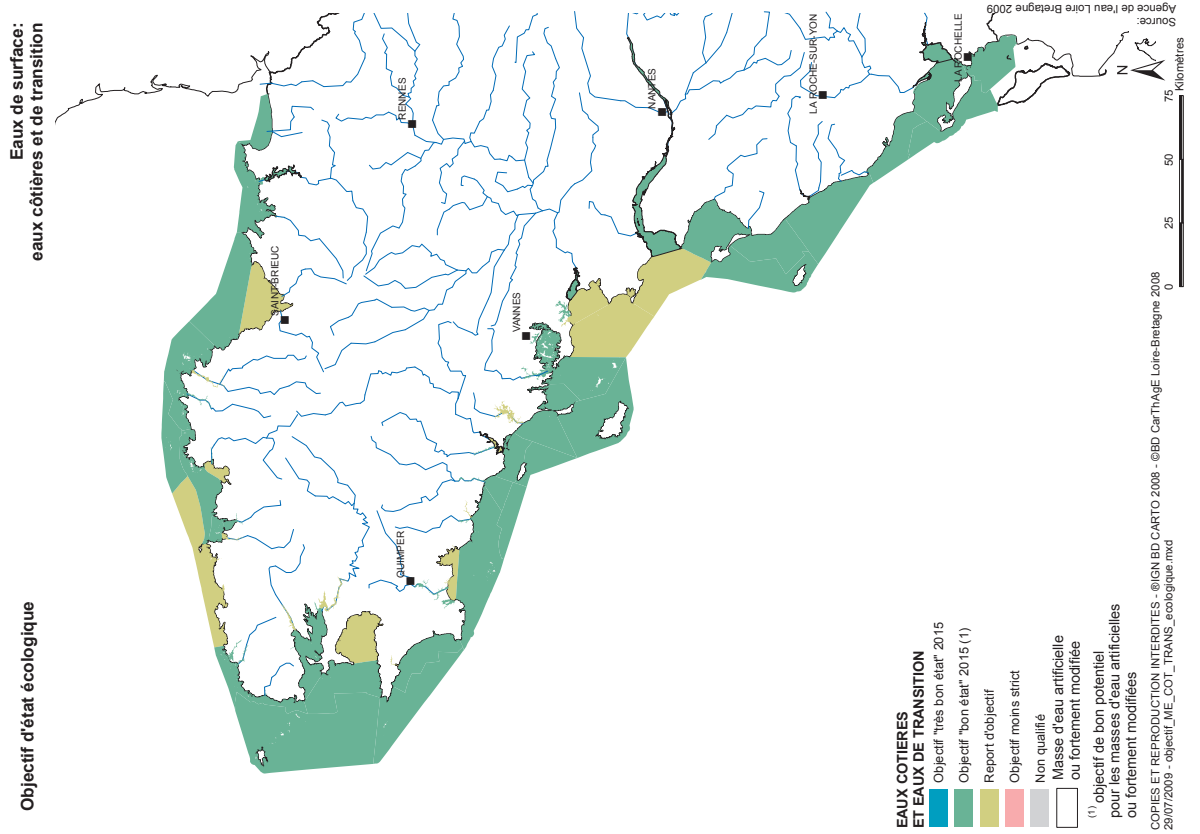 Objectif d'état écologique
Eaux de surface:
eaux côtières et de transition
SAINT-BRIEUC
RENNES
QUIMPER
VANNES
NANTES
LA ROCHE-SUR-YON
LA ROCHELLE
EAUX COTIERES
ET EAUX DE TRANSITION
Objectif "très bon état" 2015
Objectif "bon état" 2015 (1)
Report d'objectif
Objectif moins strict
Non qualifié
Masse d'eau artificielle
ou fortement modifiée
(1) objectif de bon potentiel
pour les masses d'eau artificielles
ou fortement modifiées
COPIES ET REPRODUCTION INTERDITES - ©IGN BD CARTO 2008 - ©BD CarThAgE Loire-Bretagne 2008
29/07/2009 - objectif_ME_COT_TRANS_ecologique.mxd
0 25 50 75
Kilomètres
N
Source:
Agence de l'eau Loire Bretagne 2009